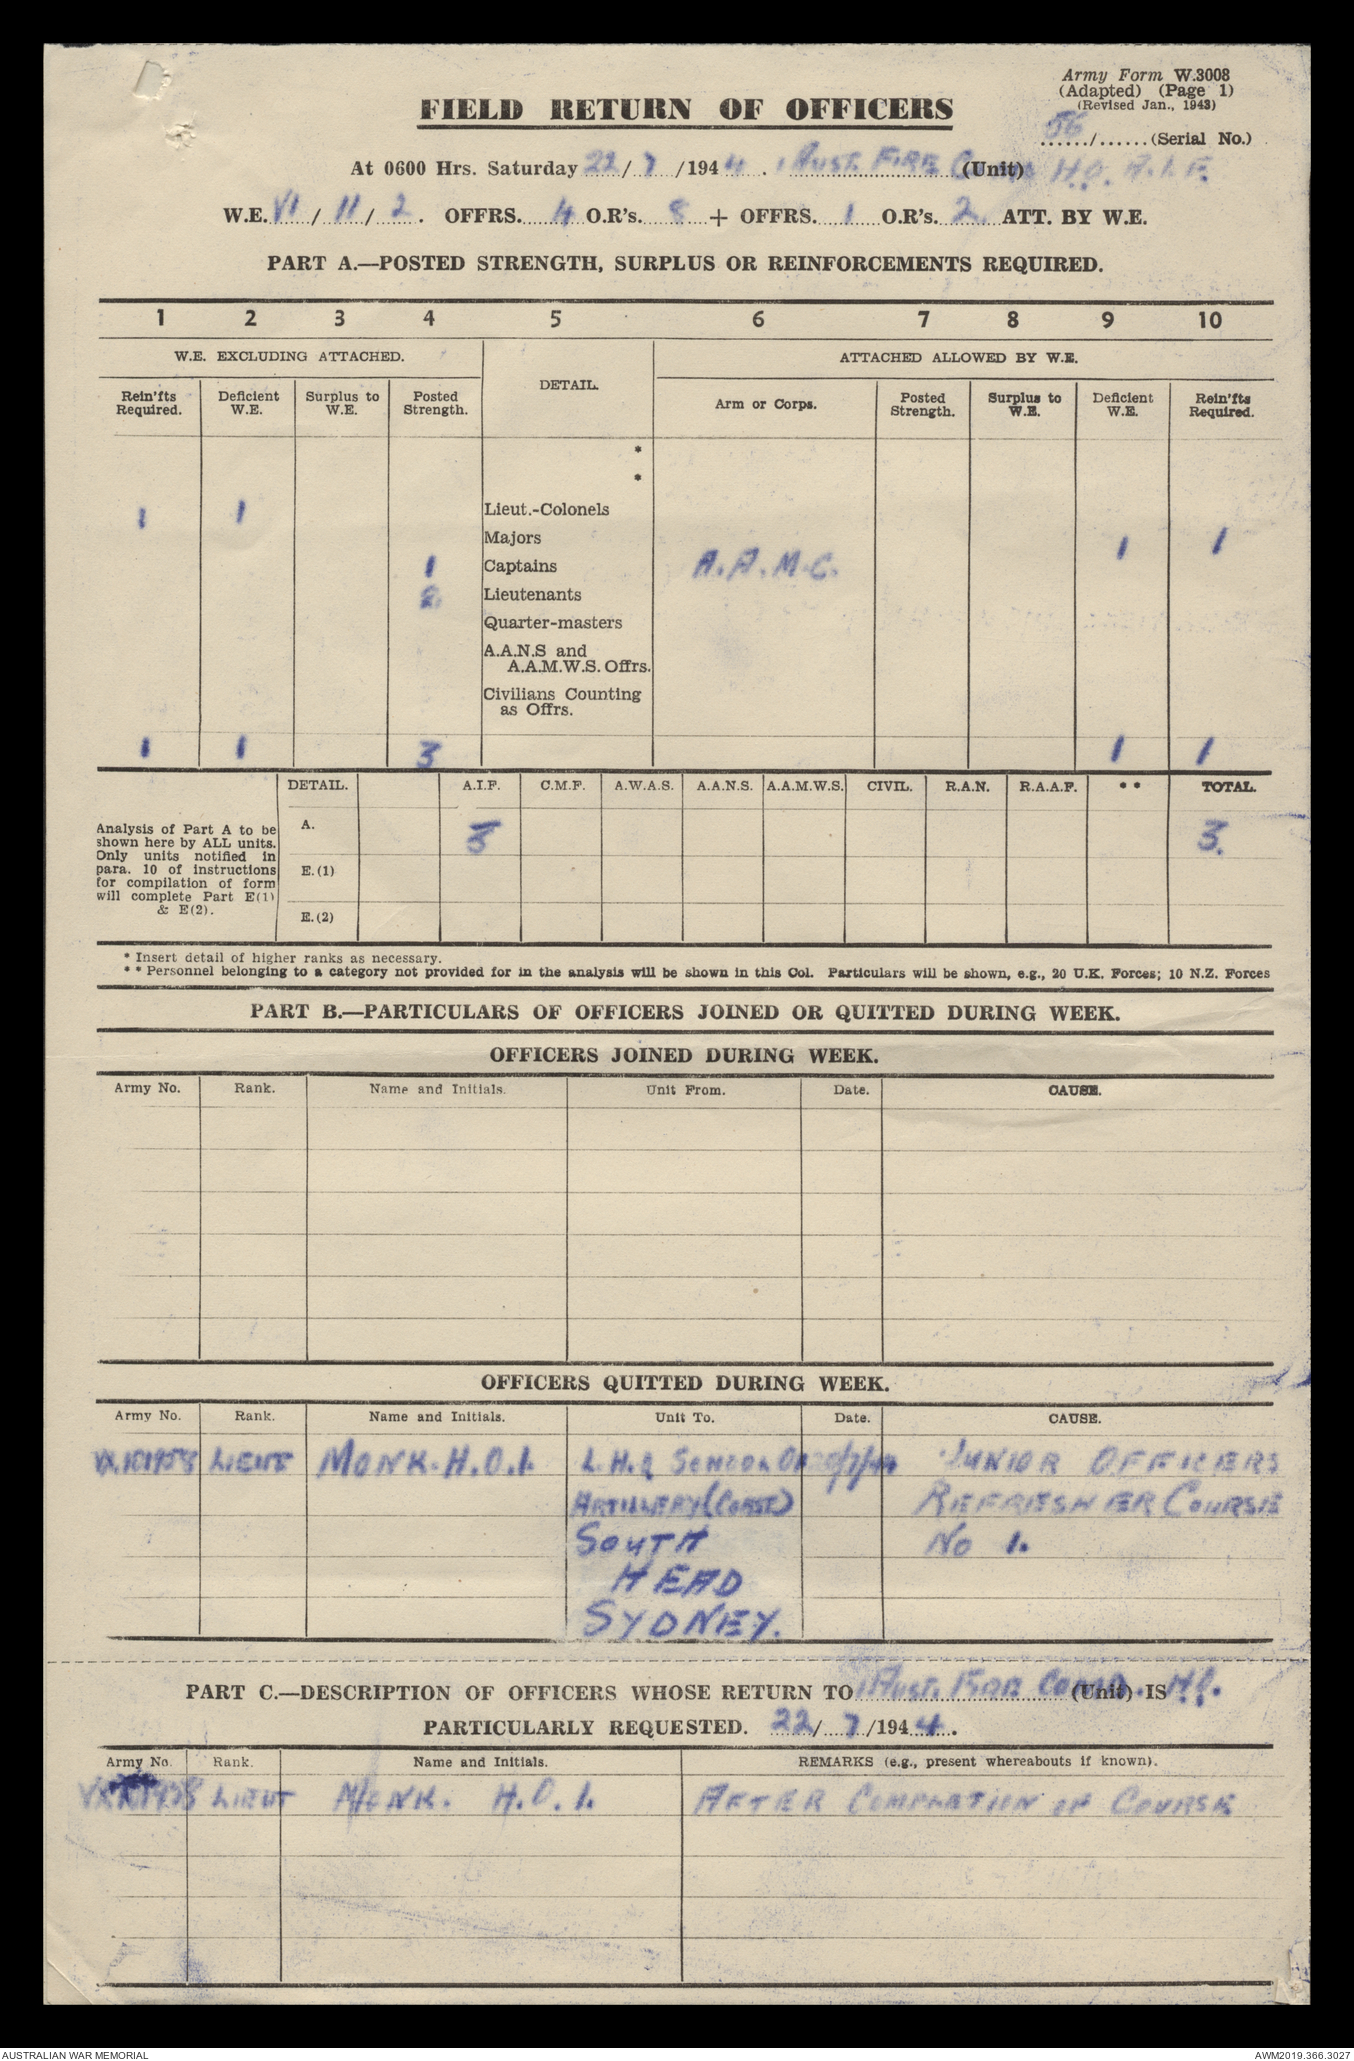 Army Form W.3008
(Adapted) (Page 1)
(Revised Jan., 1943)
FIELD RETURN OF OFFICERS
56
....../......(Serial No.)
At 0600 Hrs. Saturday 22/7/1944. 1 AUST. FIRE (Unit) H.Q. A.I.F.
W.E. VI / 11 / 2. OFFRS. 4 O.R's. 8 + OFFRS. 1 O.R's. 2 ATT. BY W.E.
PART A.—POSTED STRENGTH, SURPLUS OR REINFORCEMENTS REQUIRED.
1 2 3 4 5 6 7 8 9 10
W.E. EXCLUDING ATTACHED. DETAIL. ATTACHED ALLOWED BY W.E.
Rein'fts Required. Deficient W.E. Surplus to W.E. Posted Strength. Arm or Corps. Posted Strength. Surplus to W.E. Deficient W.E. Rein'fts Required.
*
*
1 1 Lieut.-Colonels
Majors 1 1
1 Captains A.A.M.C.
2 Lieutenants
Quarter-masters
A.A.N.S and
A.A.M.W.S. Offrs.
Civilians Counting
as Offrs.
1 1 3 1 1
DETAIL. A.I.F. C.M.F. A.W.A.S. A.A.N.S. A.A.M.W.S. CIVIL. R.A.N. R.A.A.F. ** TOTAL.
Analysis of Part A to be
shown here by ALL units.
Only units notified in
para. 10 of instructions
for compilation of form
will complete Part E(1)
& E(2).
A. 3 3.
E.(1)
E.(2)
* Insert detail of higher ranks as necessary.
** Personnel belonging to a category not provided for in the analysis will be shown in this Col. Particulars will be shown, e.g., 20 U.K. Forces; 10 N.Z. Forces
PART B.—PARTICULARS OF OFFICERS JOINED OR QUITTED DURING WEEK.
OFFICERS JOINED DURING WEEK.
Army No. Rank. Name and Initials. Unit From. Date. CAUSE.
OFFICERS QUITTED DURING WEEK.
Army No. Rank. Name and Initials. Unit To. Date. CAUSE.
LIEUT MONK. H.O.I. L.H.Q SCHOOL OF 20/7/44 JUNIOR OFFICERS
ARTILLERY (COAST) REFRESHER COURSE
SOUTH No 1.
HEAD
SYDNEY.
PART C.—DESCRIPTION OF OFFICERS WHOSE RETURN TO 1 AUST. FIRE COMMD. (Unit) IS H.Q.
PARTICULARLY REQUESTED. 22/7/1944.
Army No. Rank. Name and Initials. REMARKS (e.g., present whereabouts if known).
LIEUT MONK. H.O.I. AFTER COMPLETION OF COURSE
AUSTRALIAN WAR MEMORIAL AWM2019.366.3027